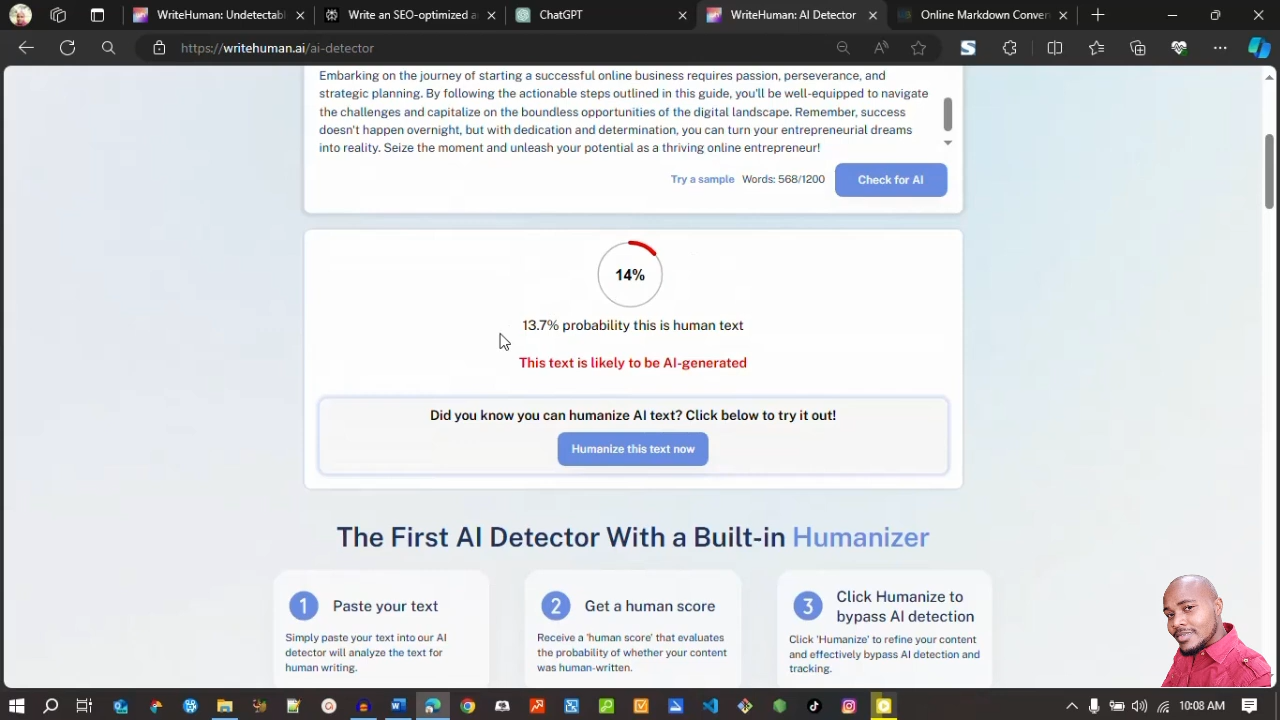 WriteHuman: Undetectabl
Write an SEO-optimized a
ChatGPT
WriteHuman: AI Detector
Online Markdown Conver
https://writehuman.ai/ai-detector
Embarking on the journey of starting a successful online business requires passion, perseverance, and
strategic planning. By following the actionable steps outlined in this guide, you'll be well-equipped to navigate
the challenges and capitalize on the boundless opportunities of the digital landscape. Remember, success
doesn't happen overnight, but with dedication and determination, you can turn your entrepreneurial dreams
into reality. Seize the moment and unleash your potential as a thriving online entrepreneur!
Try a sample Words: 568/1200 Check for AI
14%
13.7% probability this is human text
This text is likely to be AI-generated
Did you know you can humanize AI text? Click below to try it out!
Humanize this text now
The First AI Detector With a Built-in Humanizer
1 Paste your text
Simply paste your text into our AI
detector will analyze the text for
human writing.
2 Get a human score
Receive a 'human score' that evaluates
the probability of whether your content
was human-written.
3 Click Humanize to
bypass AI detection
Click 'Humanize' to refine your content
and effectively bypass AI detection and
tracking.
10:08 AM